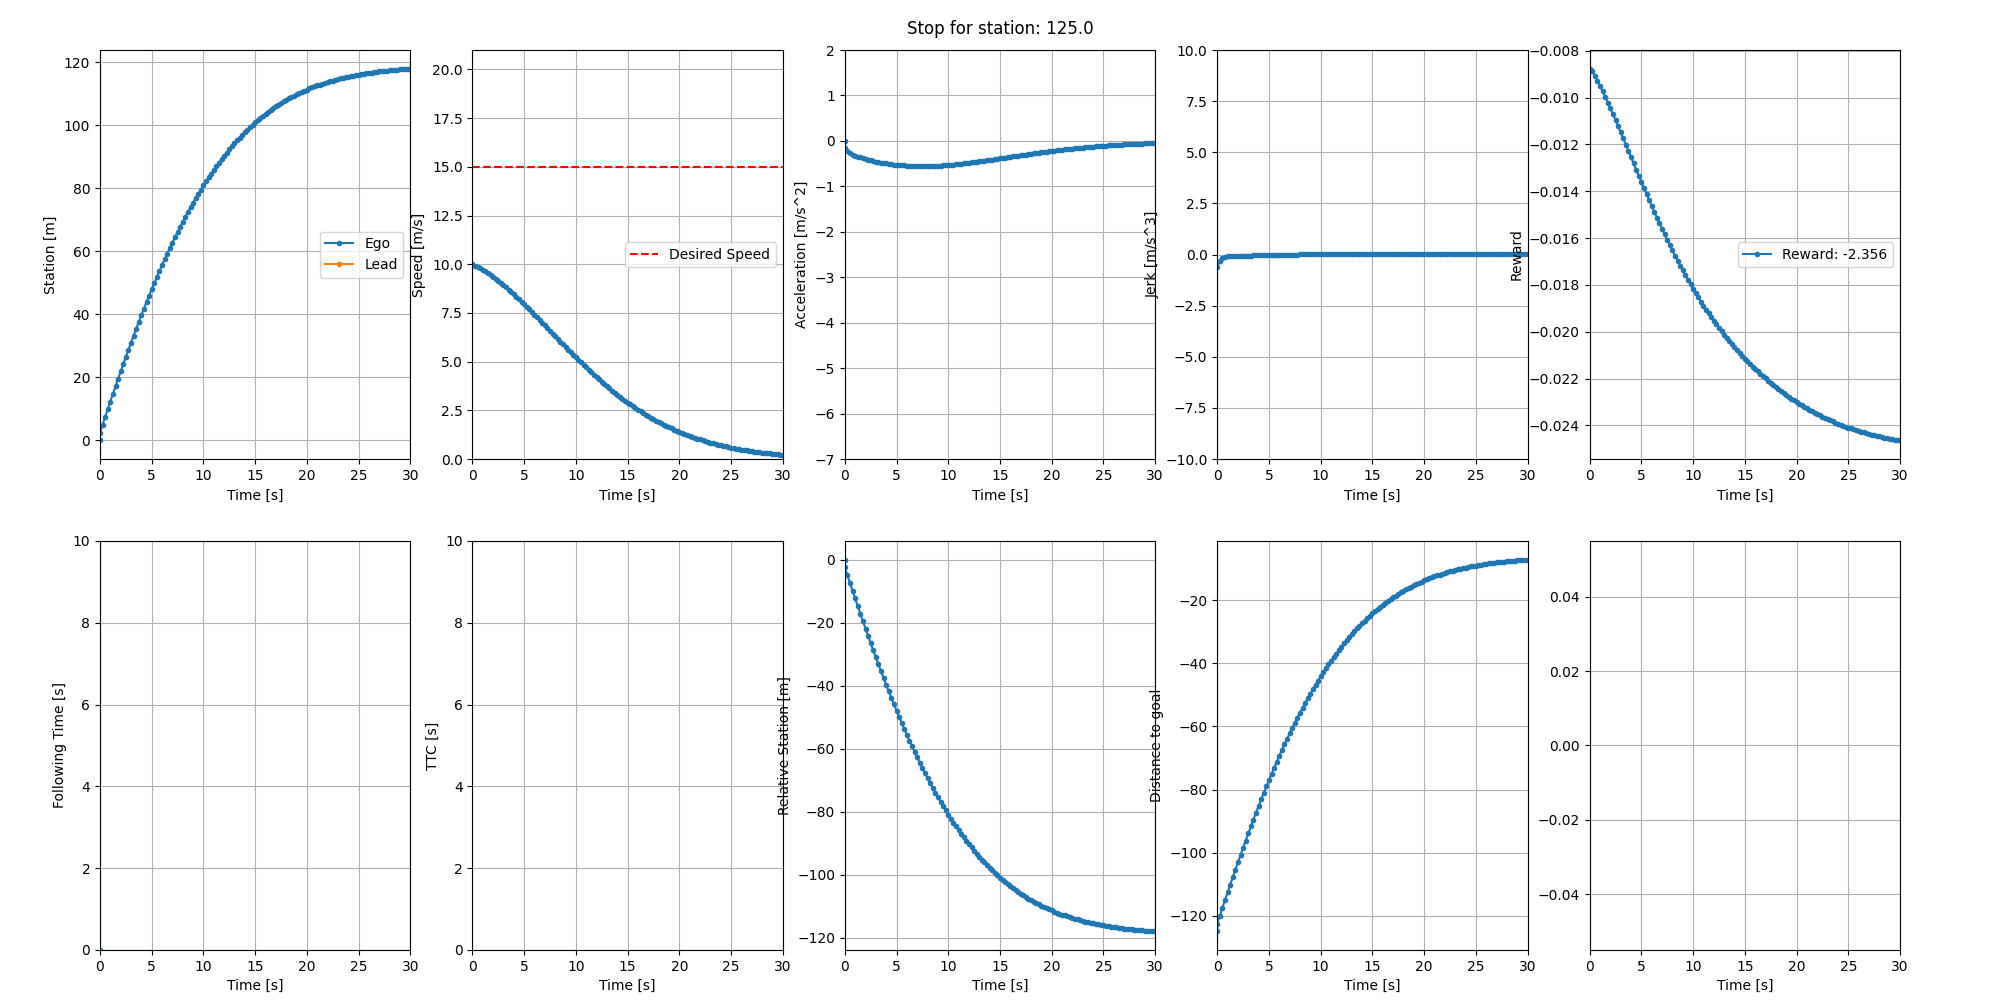 Stop for station: 125.0
120
100
80
60
40
20
0
Station [m]
Ego
Lead
0 5 10 15 20 25 30
Time [s]
20.0
17.5
15.0
12.5
10.0
7.5
5.0
2.5
0.0
Speed [m/s]
Desired Speed
0 5 10 15 20 25 30
Time [s]
2
1
0
−1
−2
−3
−4
−5
−6
−7
Acceleration [m/s^2]
0 5 10 15 20 25 30
Time [s]
10.0
7.5
5.0
2.5
0.0
−2.5
−5.0
−7.5
−10.0
Jerk [m/s^3]
0 5 10 15 20 25 30
Time [s]
−0.008
−0.010
−0.012
−0.014
−0.016
−0.018
−0.020
−0.022
−0.024
Reward
Reward: -2.356
0 5 10 15 20 25 30
Time [s]
10
8
6
4
2
0
Following Time [s]
0 5 10 15 20 25 30
Time [s]
10
8
6
4
2
0
TTC [s]
0 5 10 15 20 25 30
Time [s]
0
−20
−40
−60
−80
−100
−120
Relative Station [m]
0 5 10 15 20 25 30
Time [s]
−20
−40
−60
−80
−100
−120
Distance to goal
0 5 10 15 20 25 30
Time [s]
0.04
0.02
0.00
−0.02
−0.04
0 5 10 15 20 25 30
Time [s]